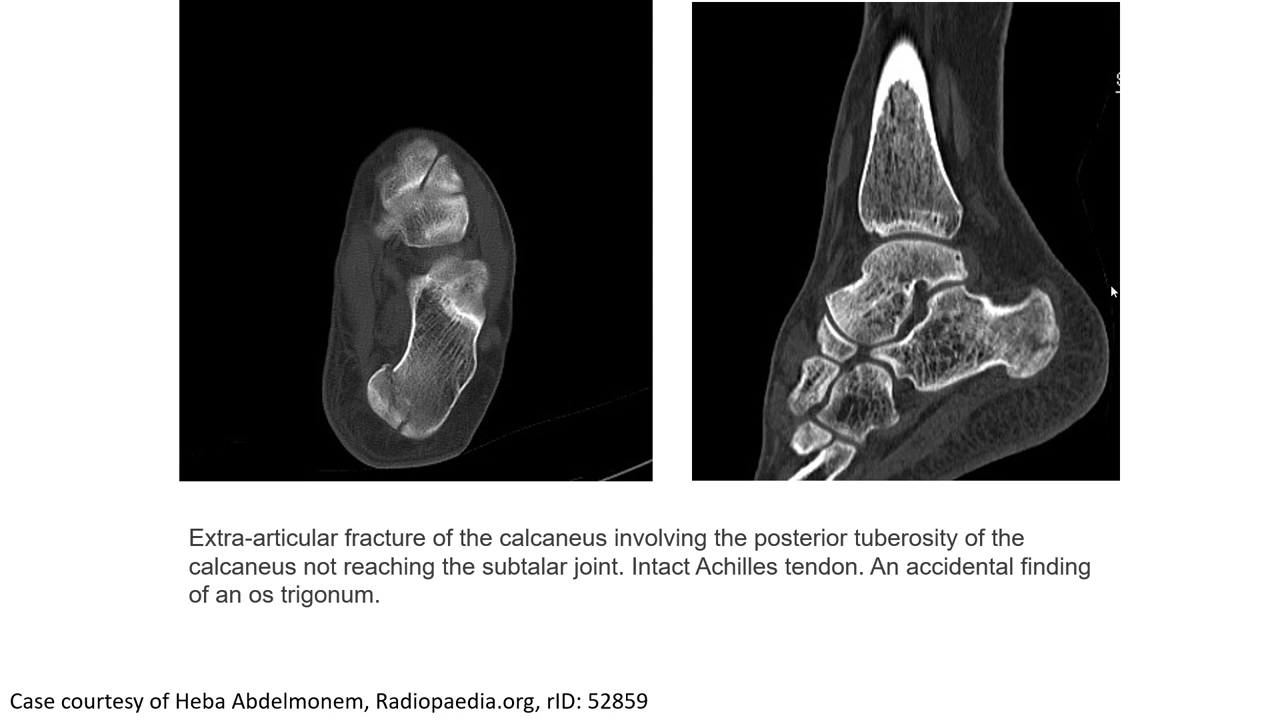 Extra-articular fracture of the calcaneus involving the posterior tuberosity of the
calcaneus not reaching the subtalar joint. Intact Achilles tendon. An accidental finding
of an os trigonum.
Case courtesy of Heba Abdelmonem, Radiopaedia.org, rID: 52859